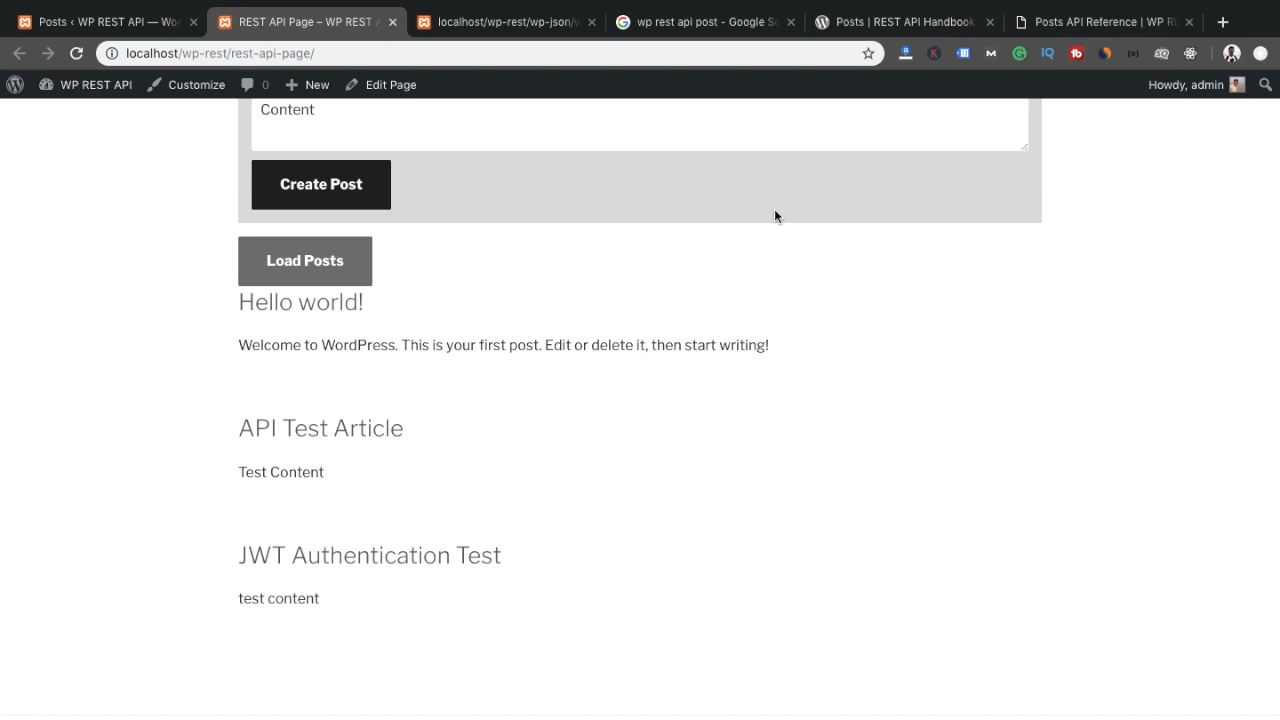 Posts ‹ WP REST API — Wor
REST API Page – WP REST A
localhost/wp-rest/wp-json/v
wp rest api post - Google Se
Posts | REST API Handbook
Posts API Reference | WP R
localhost/wp-rest/rest-api-page/
WP REST API
Customize
0
New
Edit Page
Howdy, admin
Content
Create Post
Load Posts
Hello world!
Welcome to WordPress. This is your first post. Edit or delete it, then start writing!
API Test Article
Test Content
JWT Authentication Test
test content